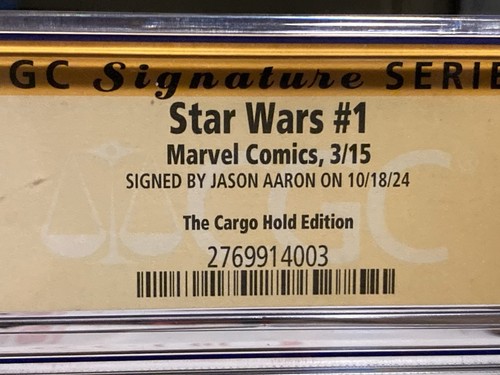 GC Signature SERIE
Star Wars #1
Marvel Comics, 3/15
SIGNED BY JASON AARON ON 10/18/24
The Cargo Hold Edition
CGC
2769914003